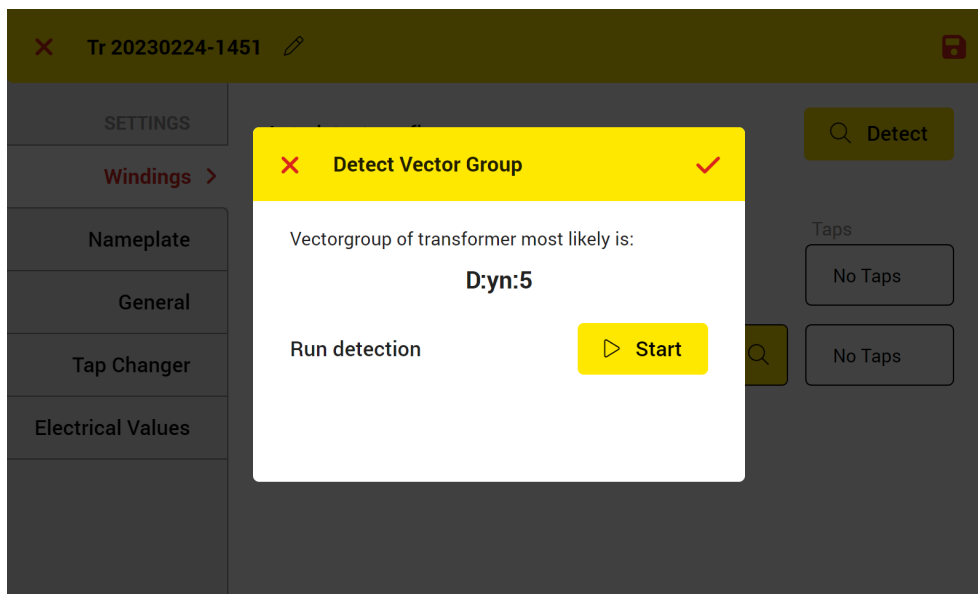 Tr 20230224-1451
SETTINGS
Detect
Windings
Detect Vector Group
Nameplate
Vectorgroup of transformer most likely is:
Taps
No Taps
D:yn:5
General
Run detection
Start
No Taps
Tap Changer
Electrical Values